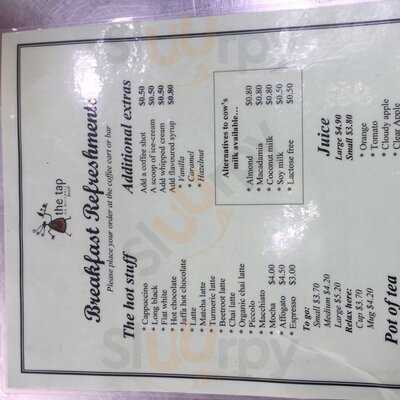 the tap
Breakfast Refreshments
Please place your order at the coffee cart or bar
The hot stuff
• Cappuccino
• Long black
• Flat white
• Hot chocolate
• Jaffa hot chocolate
• Latte
• Matcha latte
• Turmeric latte
• Beetroot latte
• Chai latte
• Organic chai latte
• Piccolo
• Macchiato
• Mocha $4.00
• Affogato $4.50
• Espresso $3.00
To go:
Small $3.70
Medium $4.20
Large $5.20
Relax here:
Cup $3.70
Mug $4.20
Pot of tea
Additional extras
Add a coffee shot $0.50
A scoop of ice-cream $0.50
Add whipped cream $0.50
Add flavored syrup $0.80
• Vanilla
• Caramel
• Hazelnut
Alternatives to cow's
milk available...
• Almond $0.80
• Macadamia $0.80
• Coconut milk $0.80
• Soy milk $0.50
• Lactose free $0.50
Juice
Large $4.90
Small $3.80
• Orange
• Tomato
• Cloudy apple
• Clear Apple